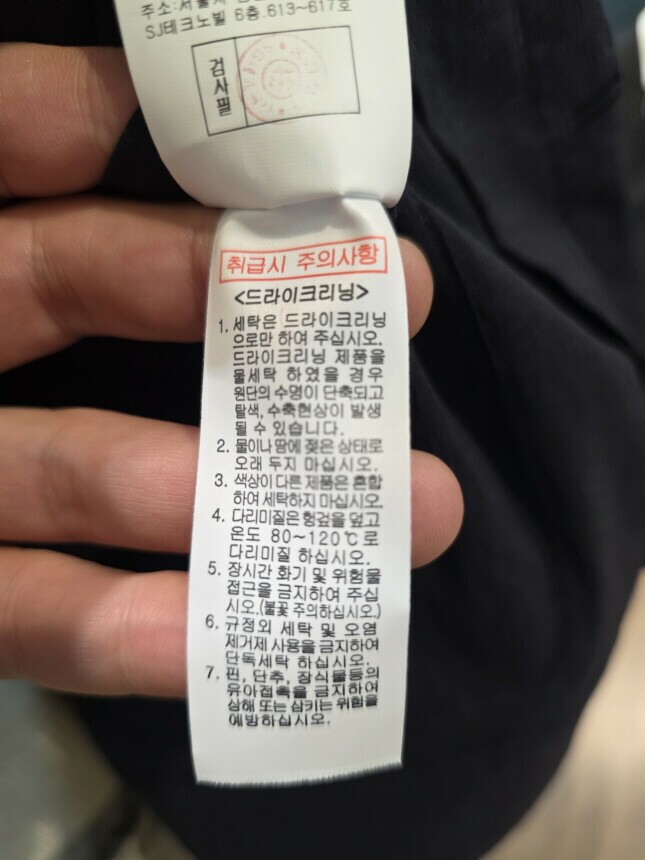 SJ테크노빌 6층.613~617호
검사필
취급시 주의사항
<드라이크리닝>
1. 세탁은 드라이크리닝
으로만 하여 주십시오.
드라이크리닝 제품을
물세탁 하였을 경우
원단의 수명이 단축되고
탈색, 수축현상이 발생
될 수 있습니다.
2. 물이나 땀에 젖은 상태로
오래 두지 마십시오.
3. 색상이 다른 제품은 혼합
하여 세탁하지 마십시오.
4. 다리미질은 헝겊을 덮고
온도 80~120℃로
다리미질 하십시오.
5. 장시간 화기 및 위험물
접근을 금지하여 주십
시오.(불꽃 주의하십시오.)
6. 규정외 세탁 및 오염
제거제 사용을 금지하여
단독세탁 하십시오.
7. 핀, 단추, 장식물등의
유아접촉을 금지하여
상해 또는 삼키는 위험을
예방하십시오.